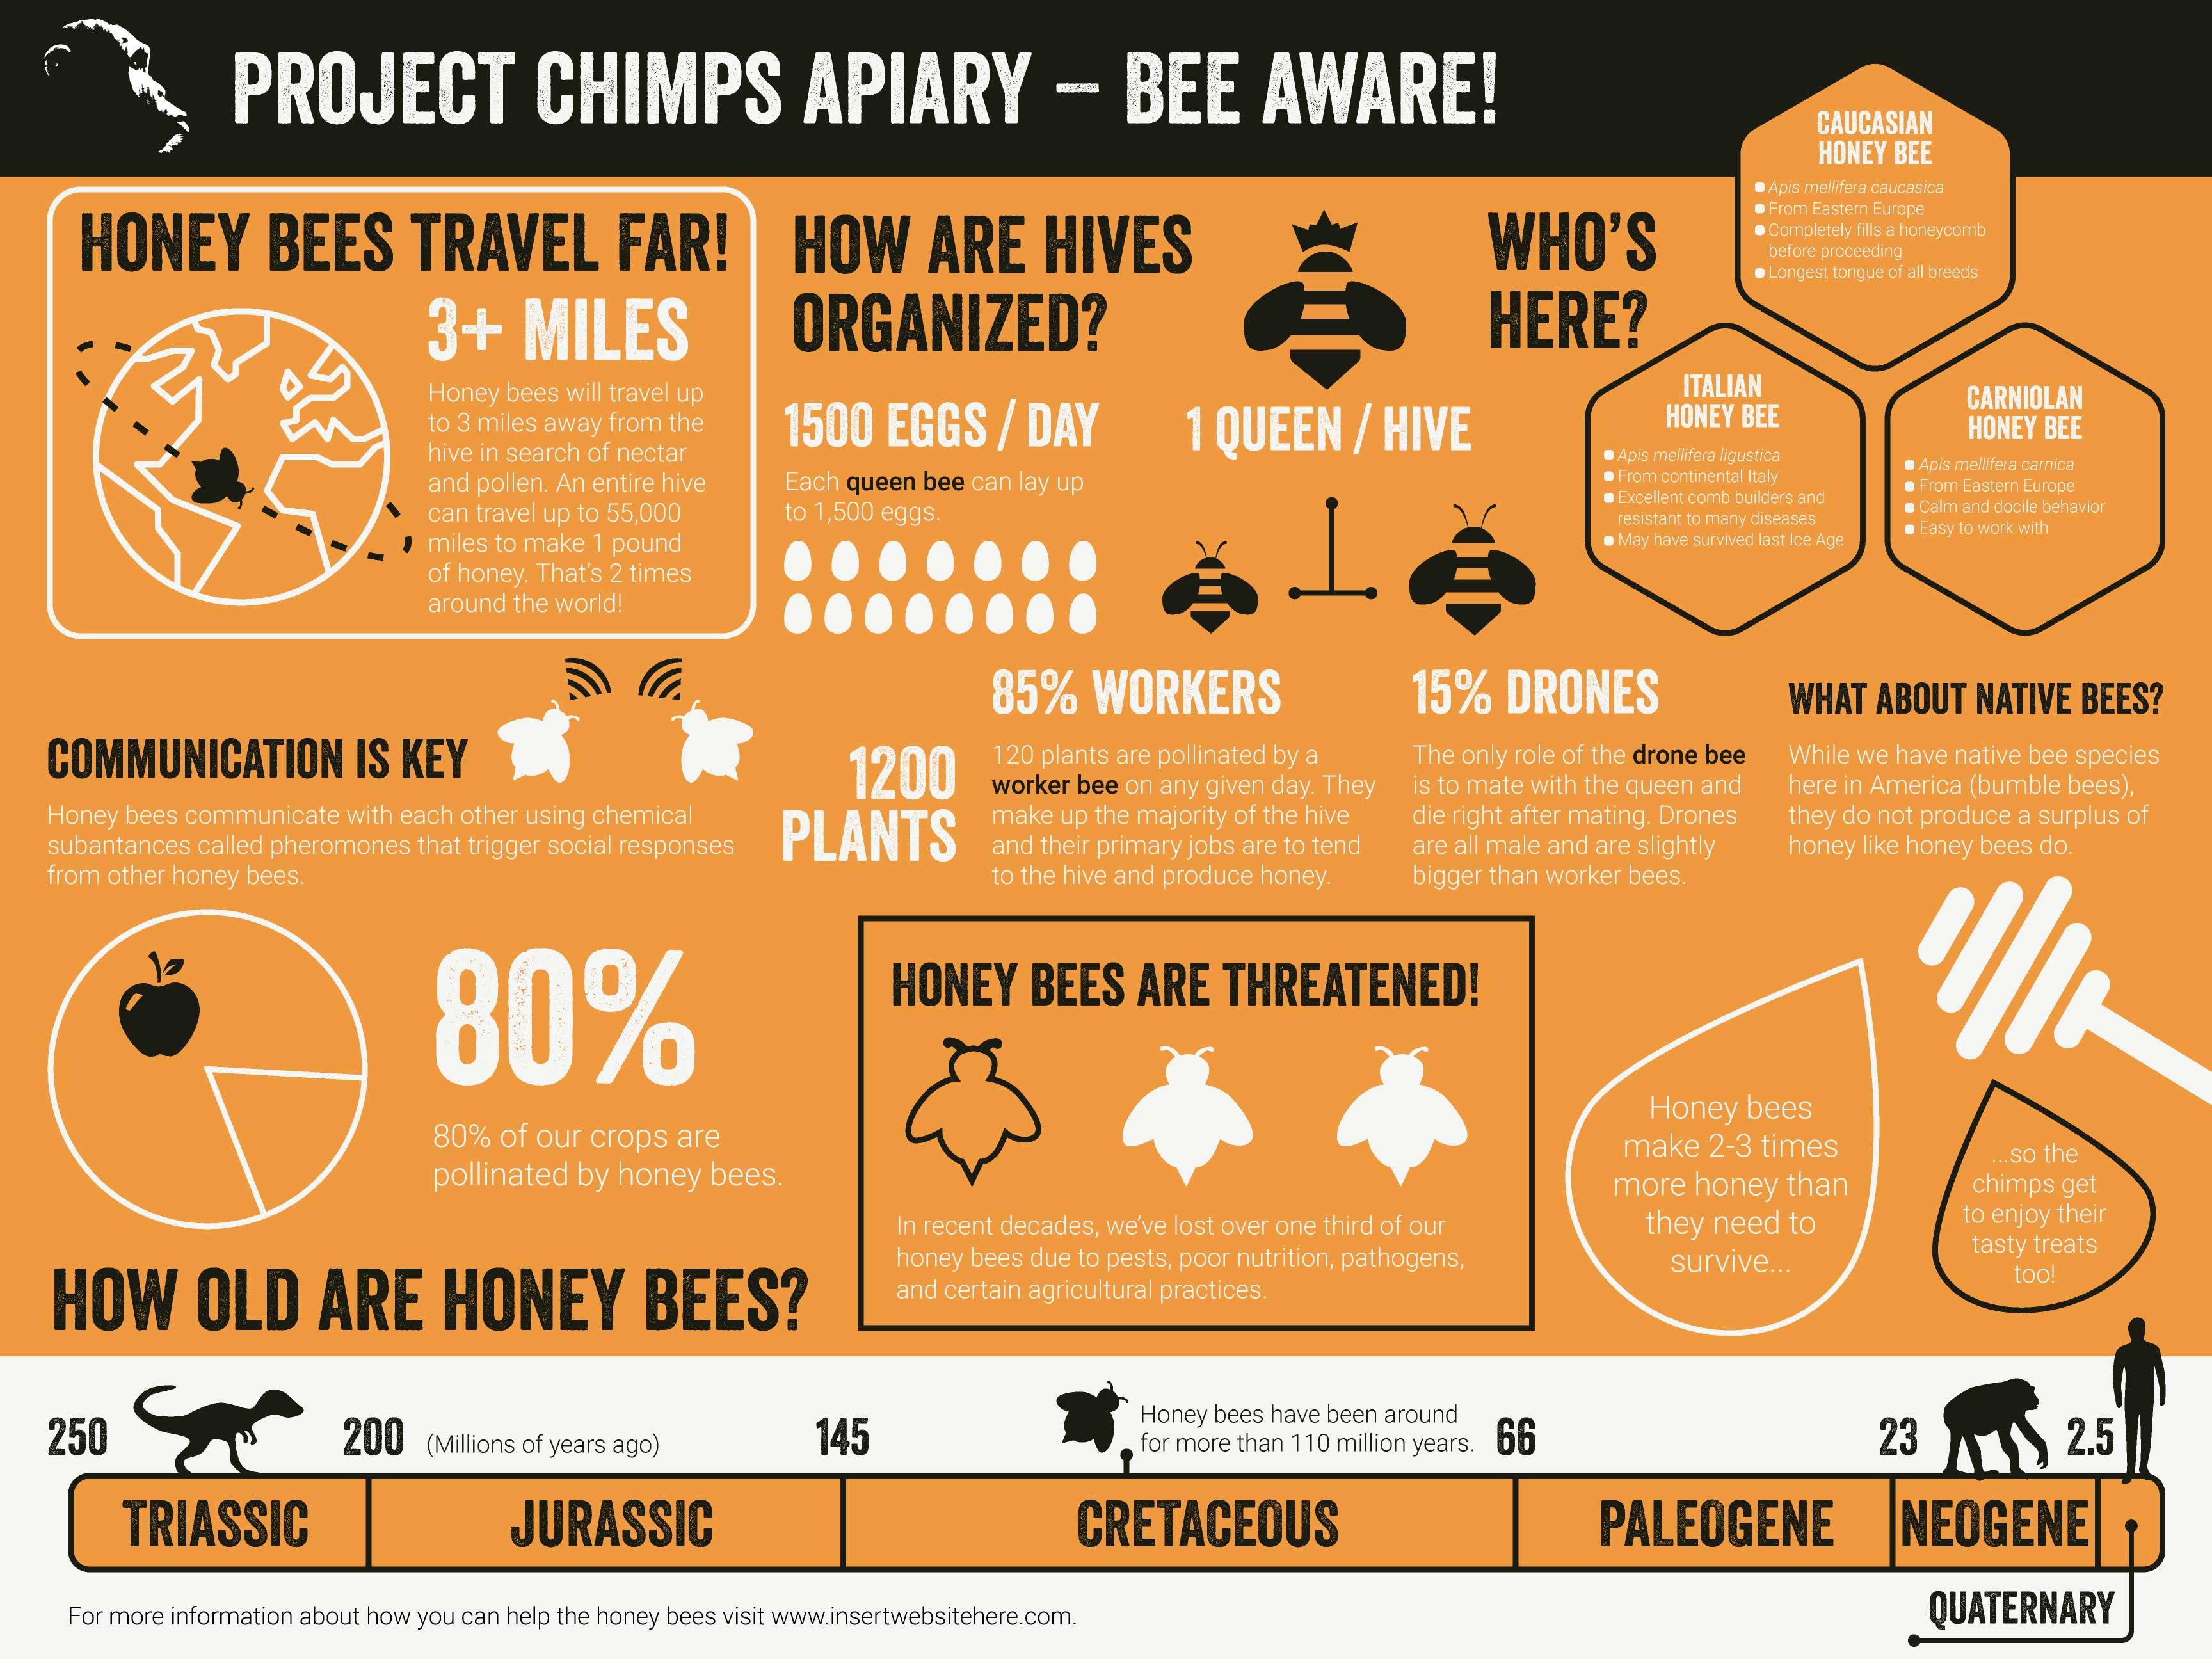 PROJECT CHIMPS APIARY – BEE AWARE!
HONEY BEES TRAVEL FAR!
3+ MILES
Honey bees will travel up
to 3 miles away from the
hive in search of nectar
and pollen. An entire hive
can travel up to 55,000
miles to make 1 pound
of honey. That's 2 times
around the world!
HOW ARE HIVES
ORGANIZED?
1500 EGGS / DAY
Each queen bee can lay up
to 1,500 eggs.
1 QUEEN / HIVE
WHO'S
HERE?
CAUCASIAN
HONEY BEE
Apis mellifera caucasica
From Eastern Europe
Completely fills a honeycomb
before proceeding
Longest tongue of all breeds
ITALIAN
HONEY BEE
Apis mellifera ligustica
From continental Italy
Excellent comb builders and
resistant to many diseases
May have survived last Ice Age
CARNIOLAN
HONEY BEE
Apis mellifera carnica
From Eastern Europe
Calm and docile behavior
Easy to work with
COMMUNICATION IS KEY
Honey bees communicate with each other using chemical
subantances called pheromones that trigger social responses
from other honey bees.
1200
PLANTS
85% WORKERS
120 plants are pollinated by a
worker bee on any given day. They
make up the majority of the hive
and their primary jobs are to tend
to the hive and produce honey.
15% DRONES
The only role of the drone bee
is to mate with the queen and
die right after mating. Drones
are all male and are slightly
bigger than worker bees.
WHAT ABOUT NATIVE BEES?
While we have native bee species
here in America (bumble bees),
they do not produce a surplus of
honey like honey bees do.
80%
80% of our crops are
pollinated by honey bees.
HONEY BEES ARE THREATENED!
In recent decades, we've lost over one third of our
honey bees due to pests, poor nutrition, pathogens,
and certain agricultural practices.
Honey bees
make 2-3 times
more honey than
they need to
survive...
...so the
chimps get
to enjoy their
tasty treats
too!
HOW OLD ARE HONEY BEES?
250
200
(Millions of years ago)
145
Honey bees have been around
for more than 110 million years.
66
23
2.5
TRIASSIC
JURASSIC
CRETACEOUS
PALEOGENE
NEOGENE
QUATERNARY
For more information about how you can help the honey bees visit www.insertwebsitehere.com.